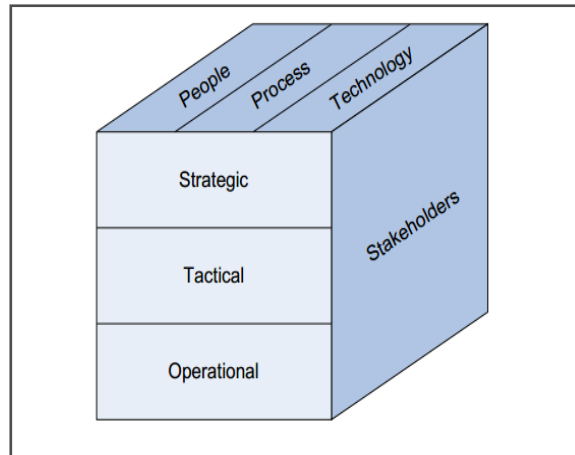 People
Process
Technology
Strategic
Tactical
Operational
Stakeholders